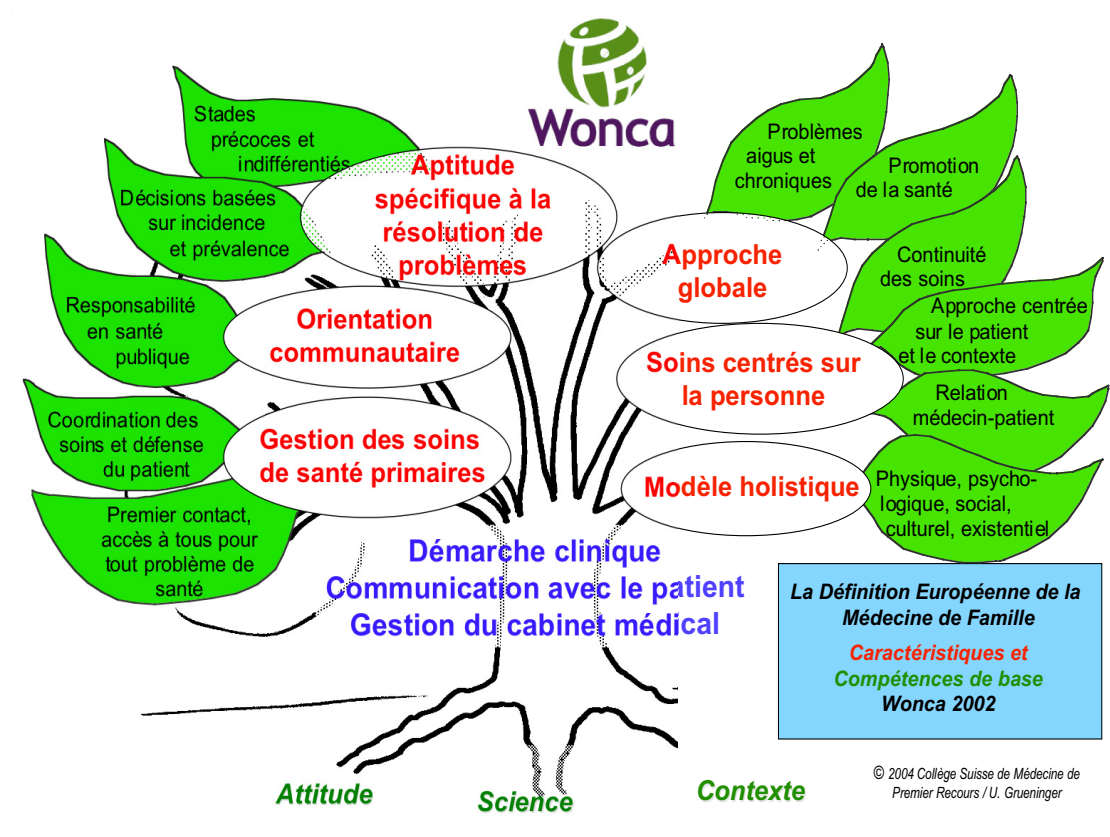 Wonca
Stades
précoces et
indifférentiés
Décisions basées
sur incidence
et prévalence
Responsabilité
en santé
publique
Coordination des
soins et défense
du patient
Premier contact,
accès à tous pour
tout problème de
santé
Aptitude
spécifique à la
résolution de
problèmes
Orientation
communautaire
Gestion des soins
de santé primaires
Approche
globale
Soins centrés sur
la personne
Modèle holistique
Problèmes
aigus et
chroniques
Promotion
de la santé
Continuité
des soins
Approche centrée
sur le patient
et le contexte
Relation
médecin-patient
Physique, psycho-
logique, social,
culturel, existentiel
Démarche clinique
Communication avec le patient
Gestion du cabinet médical
La Définition Européenne de la
Médecine de Famille
Caractéristiques et
Compétences de base
Wonca 2002
Attitude
Science
Contexte
© 2004 Collège Suisse de Médecine de
Premier Recours / U. Grueninger